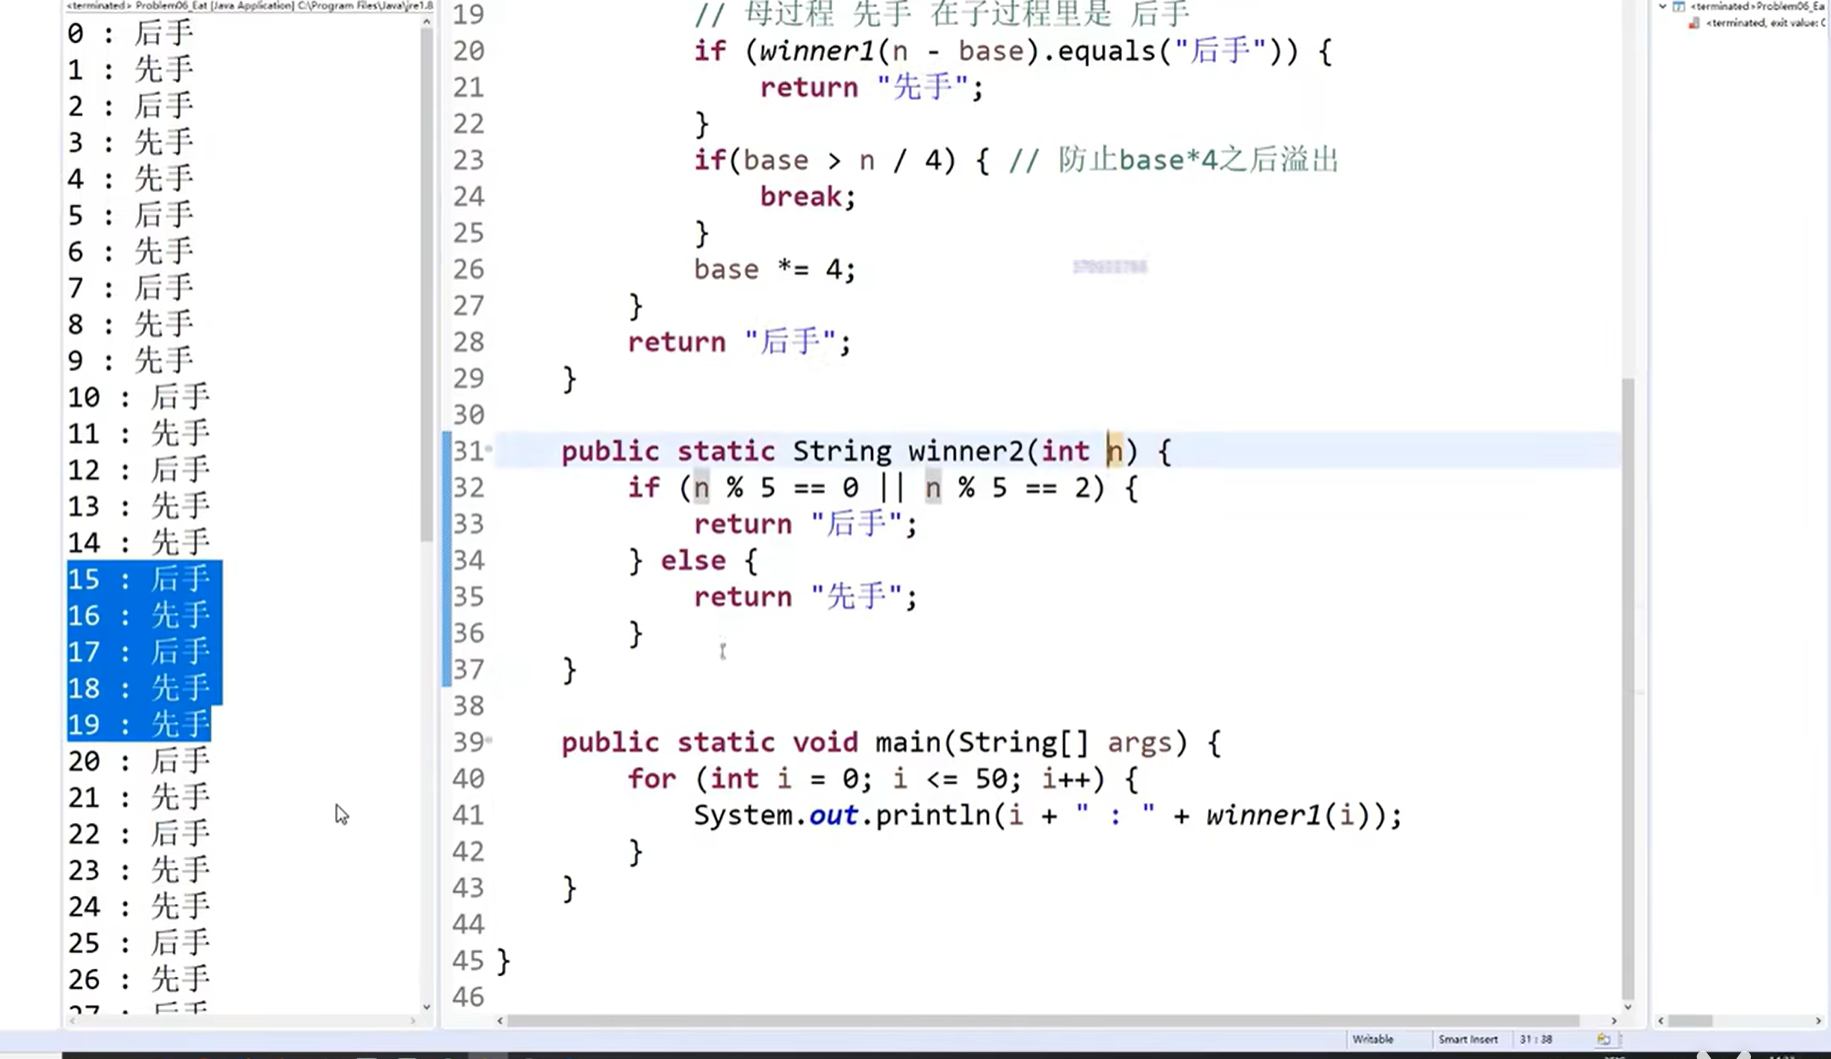 <terminated> Problem06_Eat [Java Application] C:\Program Files\Java\jre1.8
0 : 后手
1 : 先手
2 : 后手
3 : 先手
4 : 先手
5 : 后手
6 : 先手
7 : 后手
8 : 先手
9 : 先手
10 : 后手
11 : 先手
12 : 后手
13 : 先手
14 : 先手
15 : 后手
16 : 先手
17 : 后手
18 : 先手
19 : 先手
20 : 后手
21 : 先手
22 : 后手
23 : 先手
24 : 先手
25 : 后手
26 : 先手
27 : 后手
19 // 母过程 先手 在子过程里是 后手
20 if (winner1(n - base).equals("后手")) {
21 return "先手";
22 }
23 if(base > n / 4) { // 防止base*4之后溢出
24 break;
25 }
26 base *= 4;
27 }
28 return "后手";
29 }
30
31 public static String winner2(int n) {
32 if (n % 5 == 0 || n % 5 == 2) {
33 return "后手";
34 } else {
35 return "先手";
36 }
37 }
38
39 public static void main(String[] args) {
40 for (int i = 0; i <= 50; i++) {
41 System.out.println(i + " : " + winner1(i));
42 }
43 }
44
45 }
46
<terminated>Problem06_Ea
<terminated, exit value: 0
Writable
Smart Insert
31 : 38